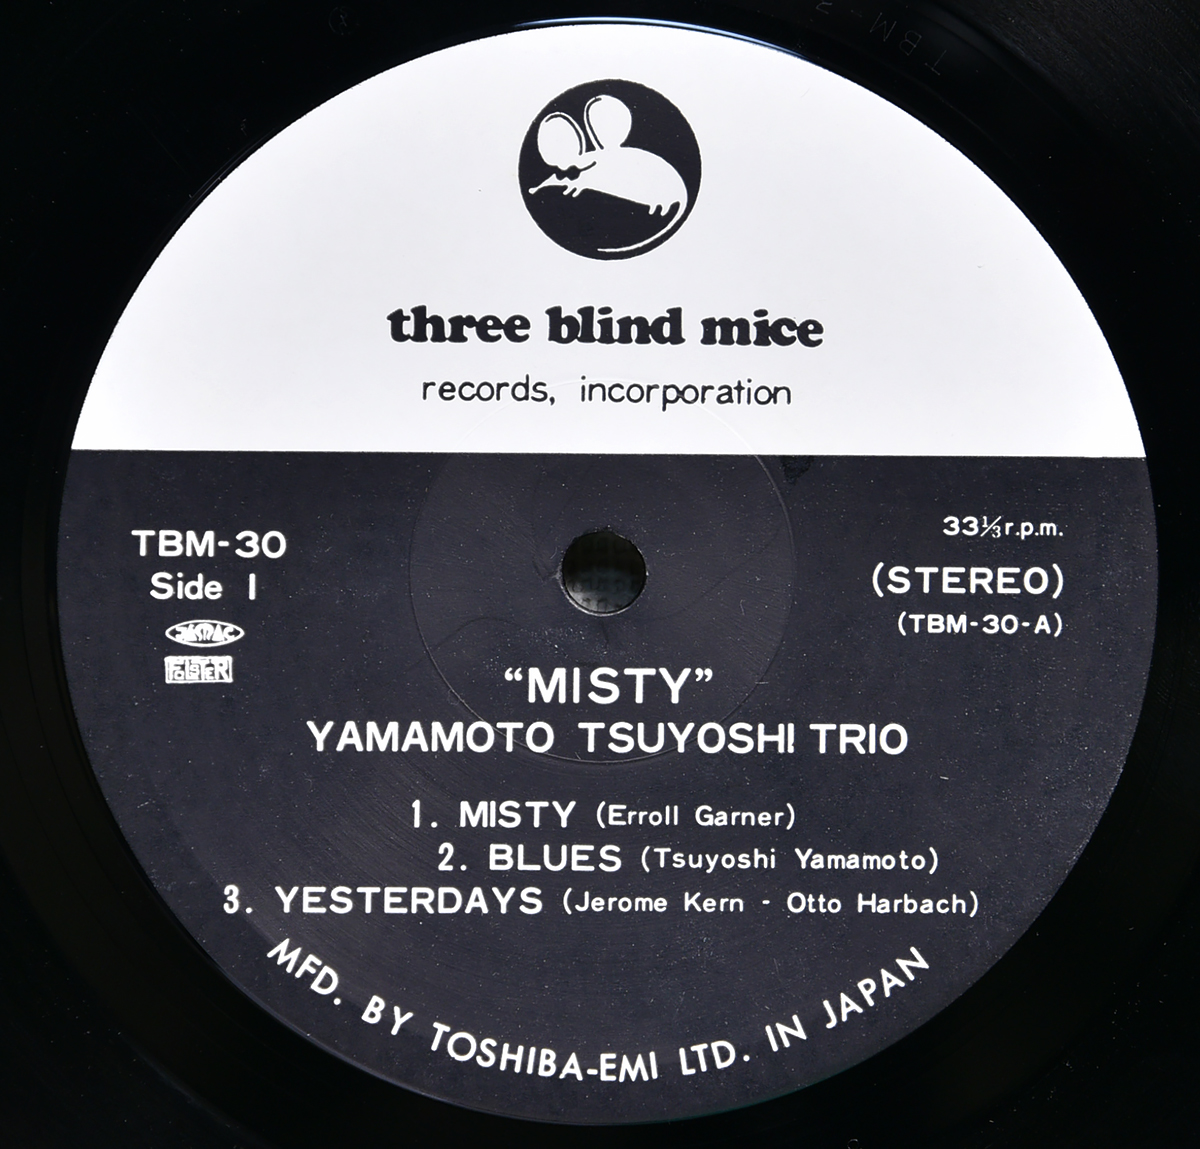 three blind mice
records, incorporation
TBM-30
Side 1
JASRAC
FOLSTER
33⅓r.p.m.
(STEREO)
(TBM-30-A)
“MISTY”
YAMAMOTO TSUYOSHI TRIO
1. MISTY (Erroll Garner)
2. BLUES (Tsuyoshi Yamamoto)
3. YESTERDAYS (Jerome Kern - Otto Harbach)
MFD. BY TOSHIBA-EMI LTD. IN JAPAN